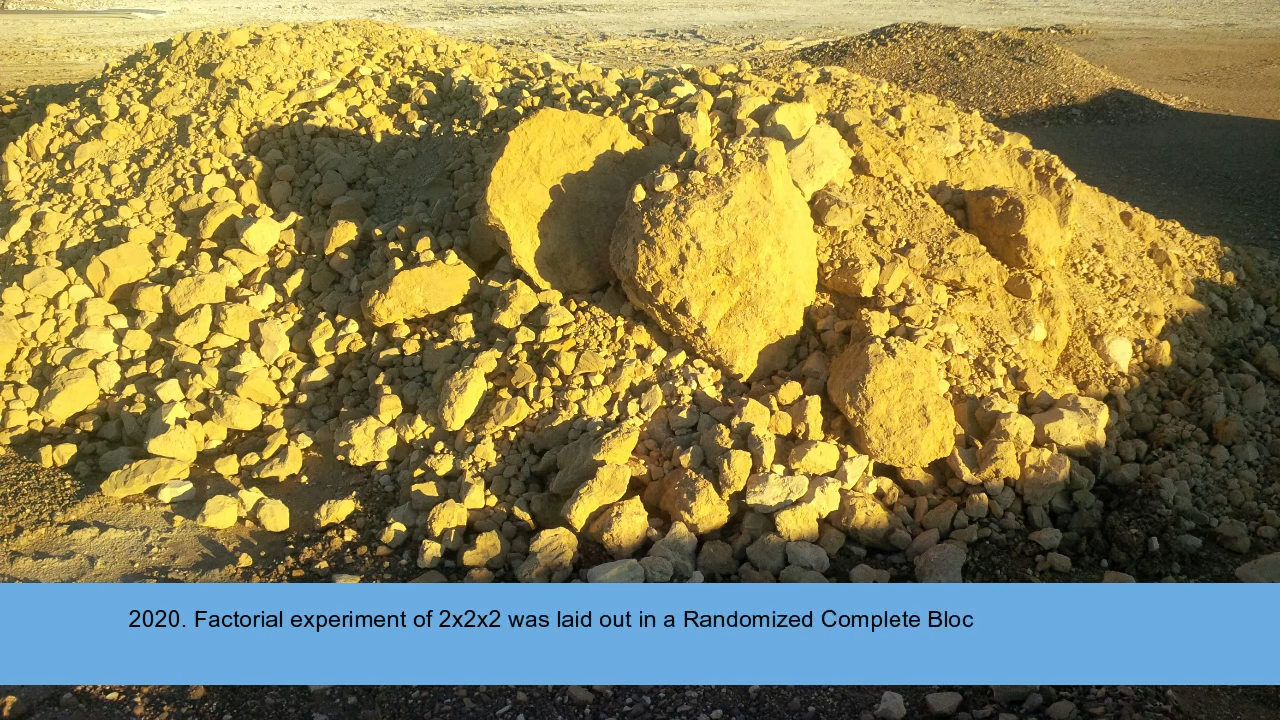 2020. Factorial experiment of 2x2x2 was laid out in a Randomized Complete Bloc